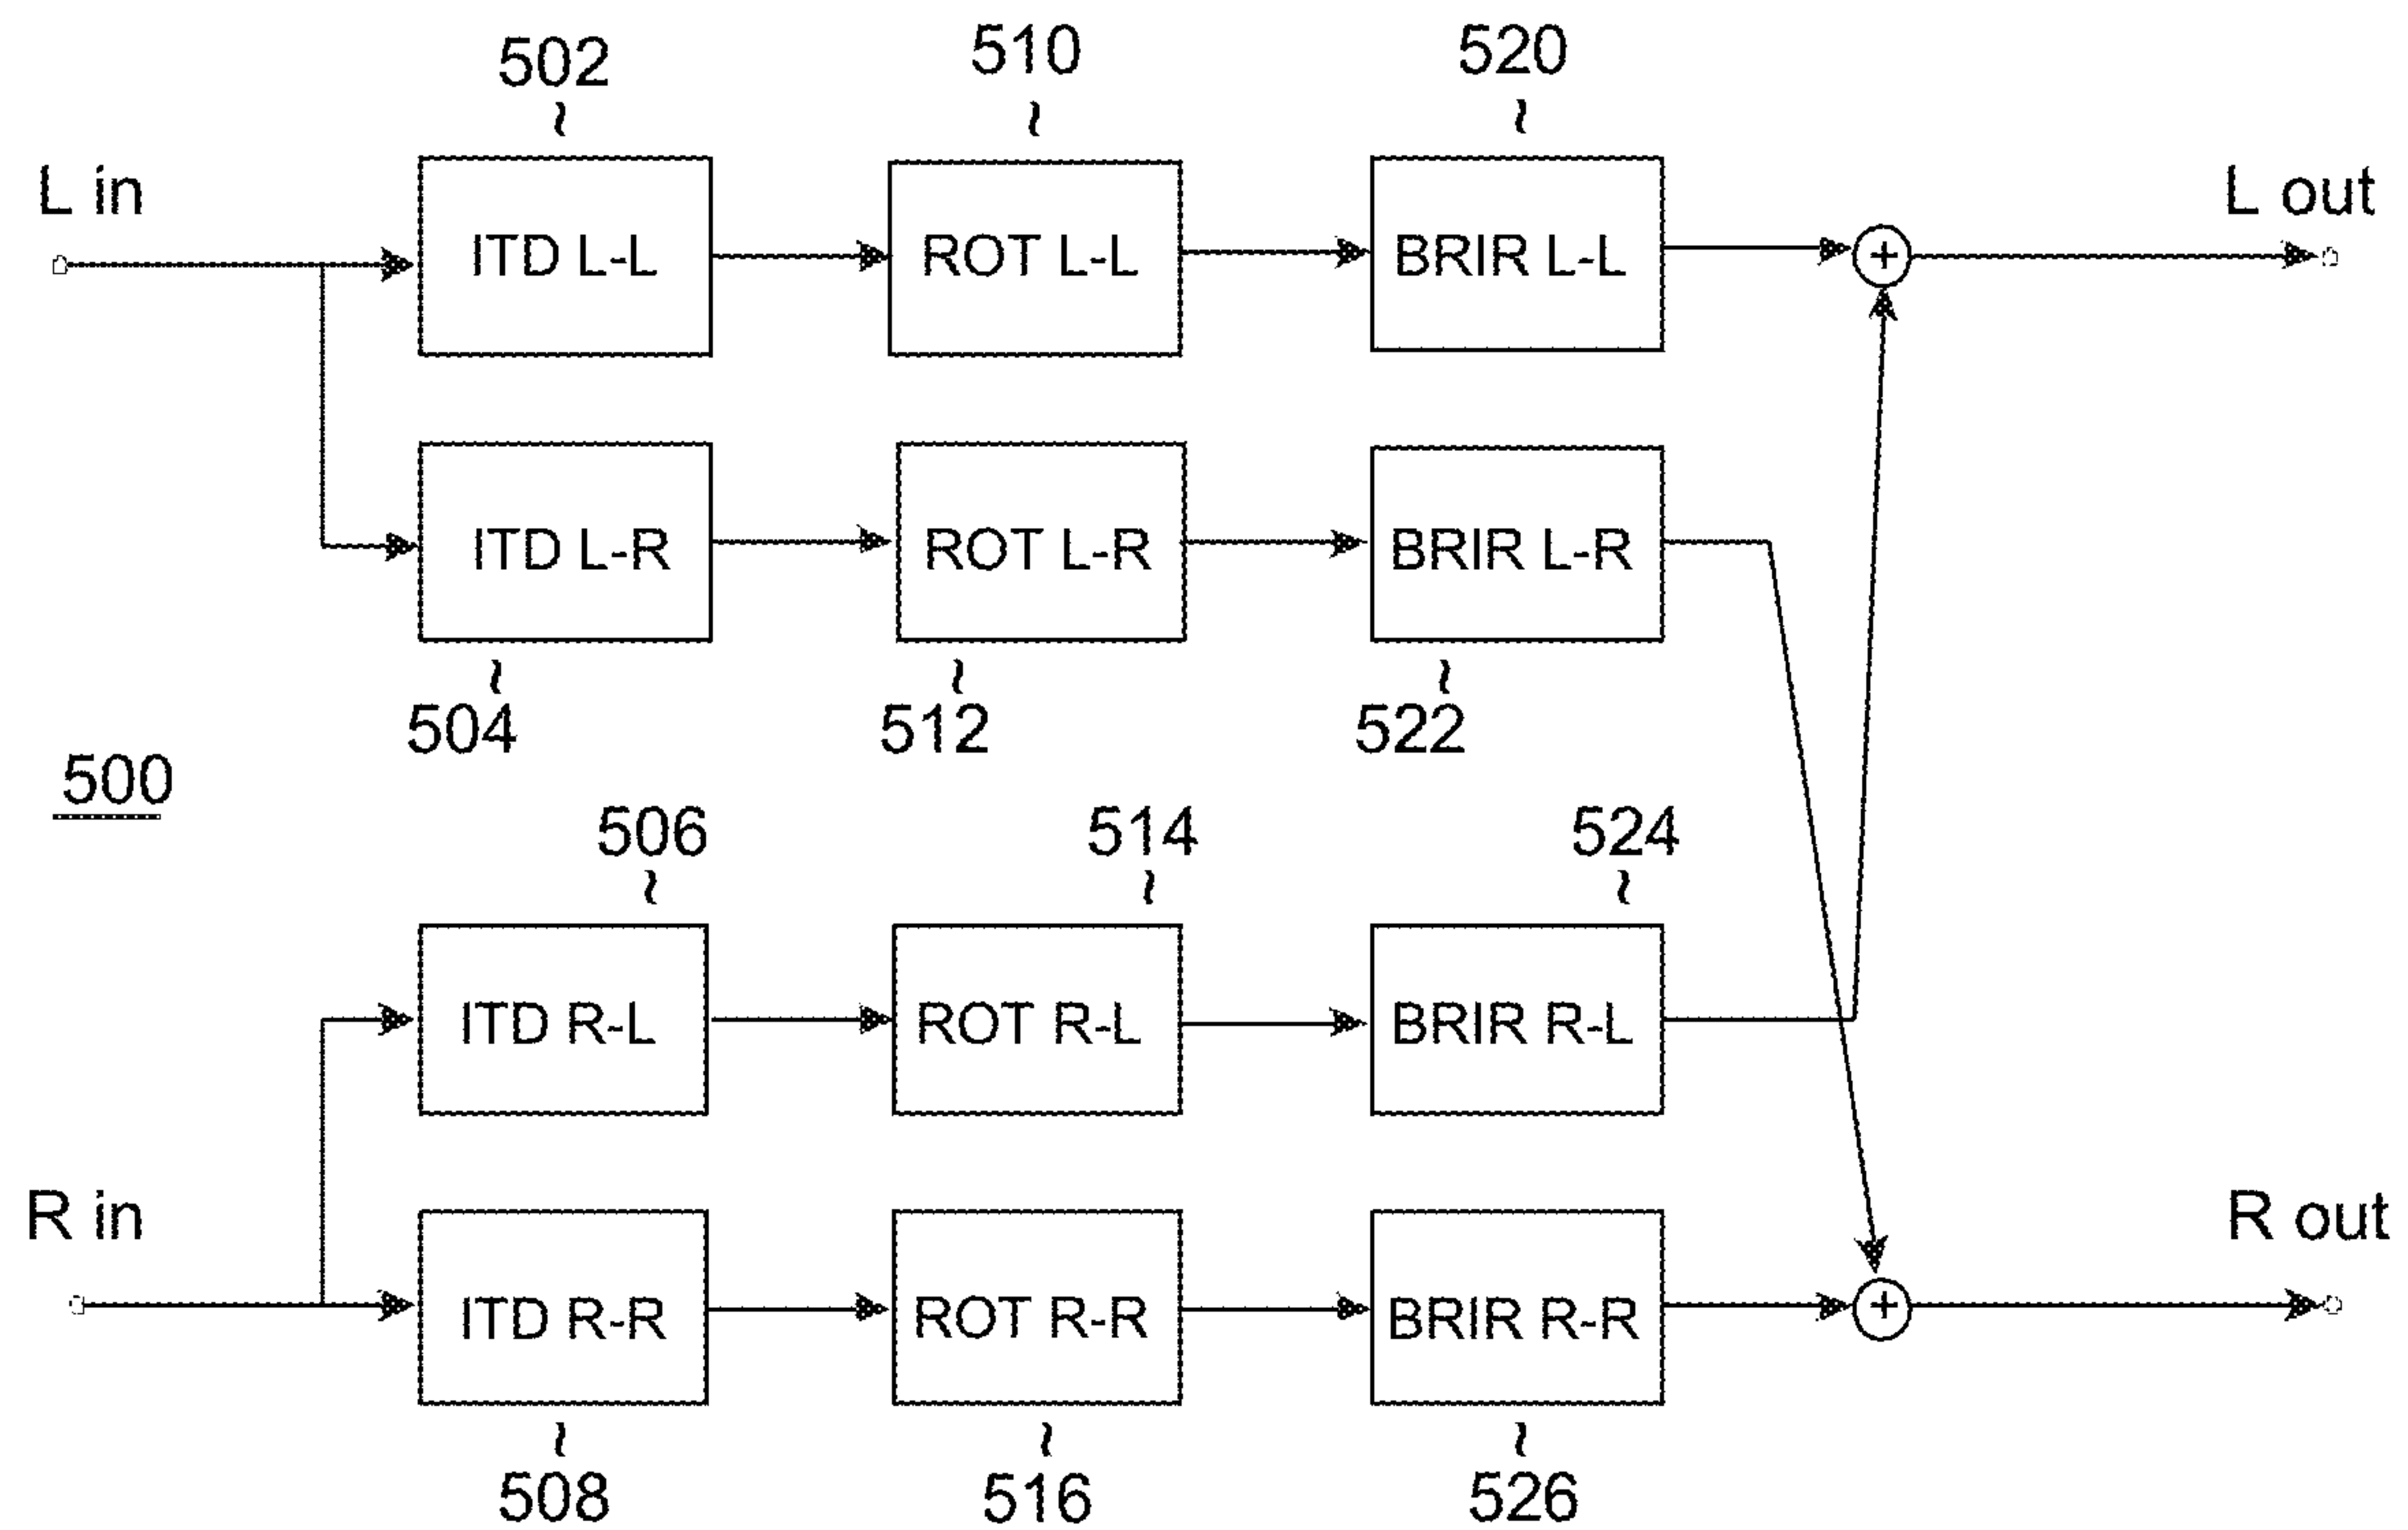 502 510 520
L in L out
ITD L-L ROT L-L BRIR L-L +
ITD L-R ROT L-R BRIR L-R
504 512 522
500
506 514 524
ITD R-L ROT R-L BRIR R-L
R in R out
ITD R-R ROT R-R BRIR R-R +
508 516 526